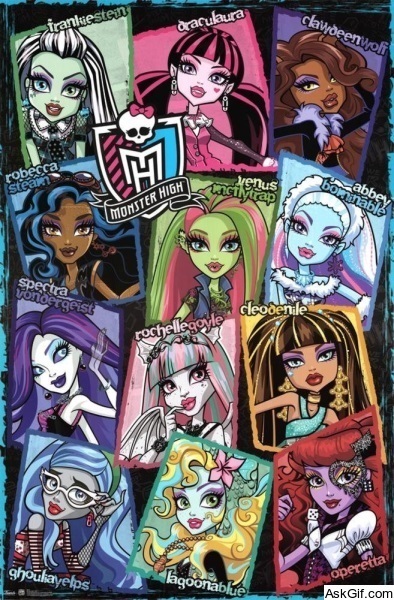 frankiestein
draculaura
clawdeenwolf
MONSTER HIGH
robecca
steam
venus
mcflytrap
abbey
bominable
spectra
vondergeist
rochellegoyle
cleodenile
ghouliayelps
lagoonablue
operetta
AskGif.com